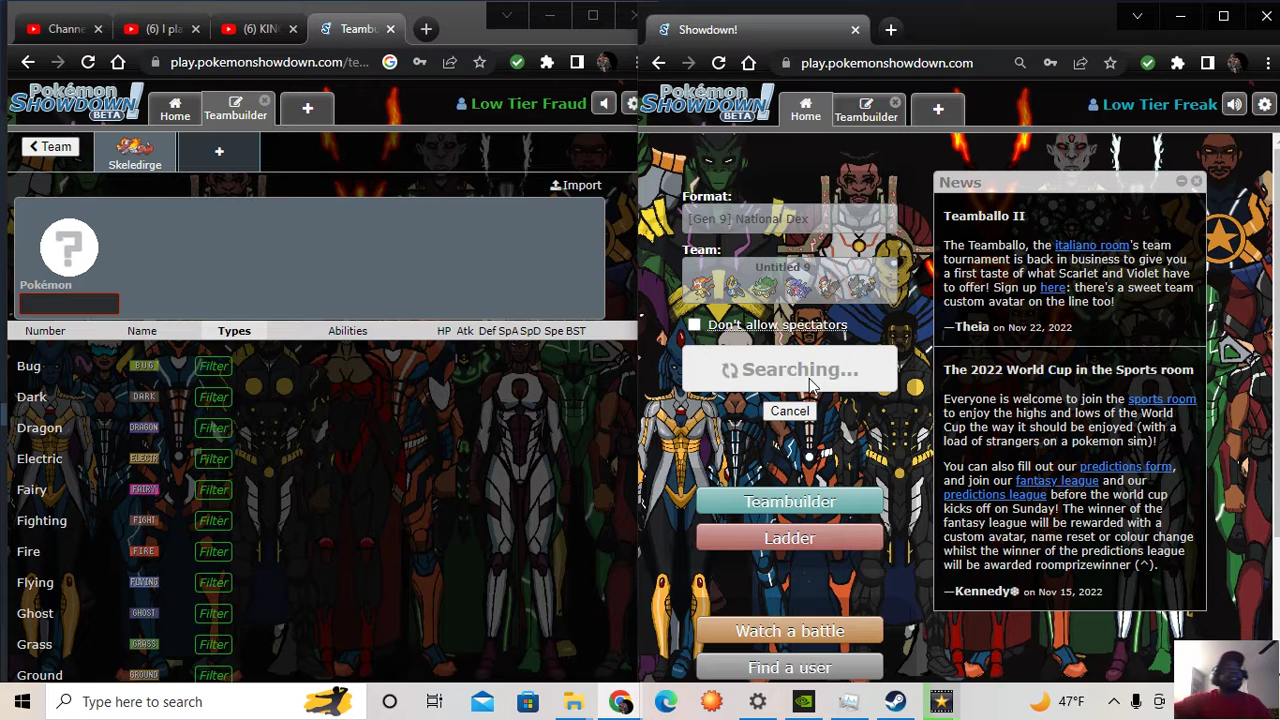 Channe
(6) I pla
(6) KIN
Teambu
play.pokemonshowdown.com/te...
Pokémon
SHOWDOWN!
BETA
Home
Teambuilder
Low Tier Fraud
Team
Skeledirge
Import
Pokémon
Number Name Types Abilities HP Atk Def SpA SpD Spe BST
Bug BUG Filter
Dark DARK Filter
Dragon DRAGON Filter
Electric ELECTR Filter
Fairy FAIRY Filter
Fighting FIGHT Filter
Fire FIRE Filter
Flying FLYING Filter
Ghost GHOST Filter
Grass GRASS Filter
Ground GROUND Filter
Showdown!
play.pokemonshowdown.com
Pokémon
SHOWDOWN!
BETA
Home
Teambuilder
Low Tier Freak
Format:
[Gen 9] National Dex
Team:
Untitled 9
Don't allow spectators
Searching...
Cancel
Teambuilder
Ladder
Watch a battle
Find a user
News
Teamballo II
The Teamballo, the italiano room's team
tournament is back in business to give you
a first taste of what Scarlet and Violet have
to offer! Sign up here: there's a sweet team
custom avatar on the line too!
—Theia on Nov 22, 2022
The 2022 World Cup in the Sports room
Everyone is welcome to join the sports room
to enjoy the highs and lows of the World
Cup the way it should be enjoyed (with a
load of strangers on a pokemon sim)!
You can also fill out our predictions form,
and join our fantasy league and our
predictions league before the world cup
kicks off on Sunday! The winner of the
fantasy league will be rewarded with a
custom avatar, name reset or colour change
whilst the winner of the predictions league
will be awarded roomprizewinner (^).
—Kennedy❄ on Nov 15, 2022
Type here to search
47°F